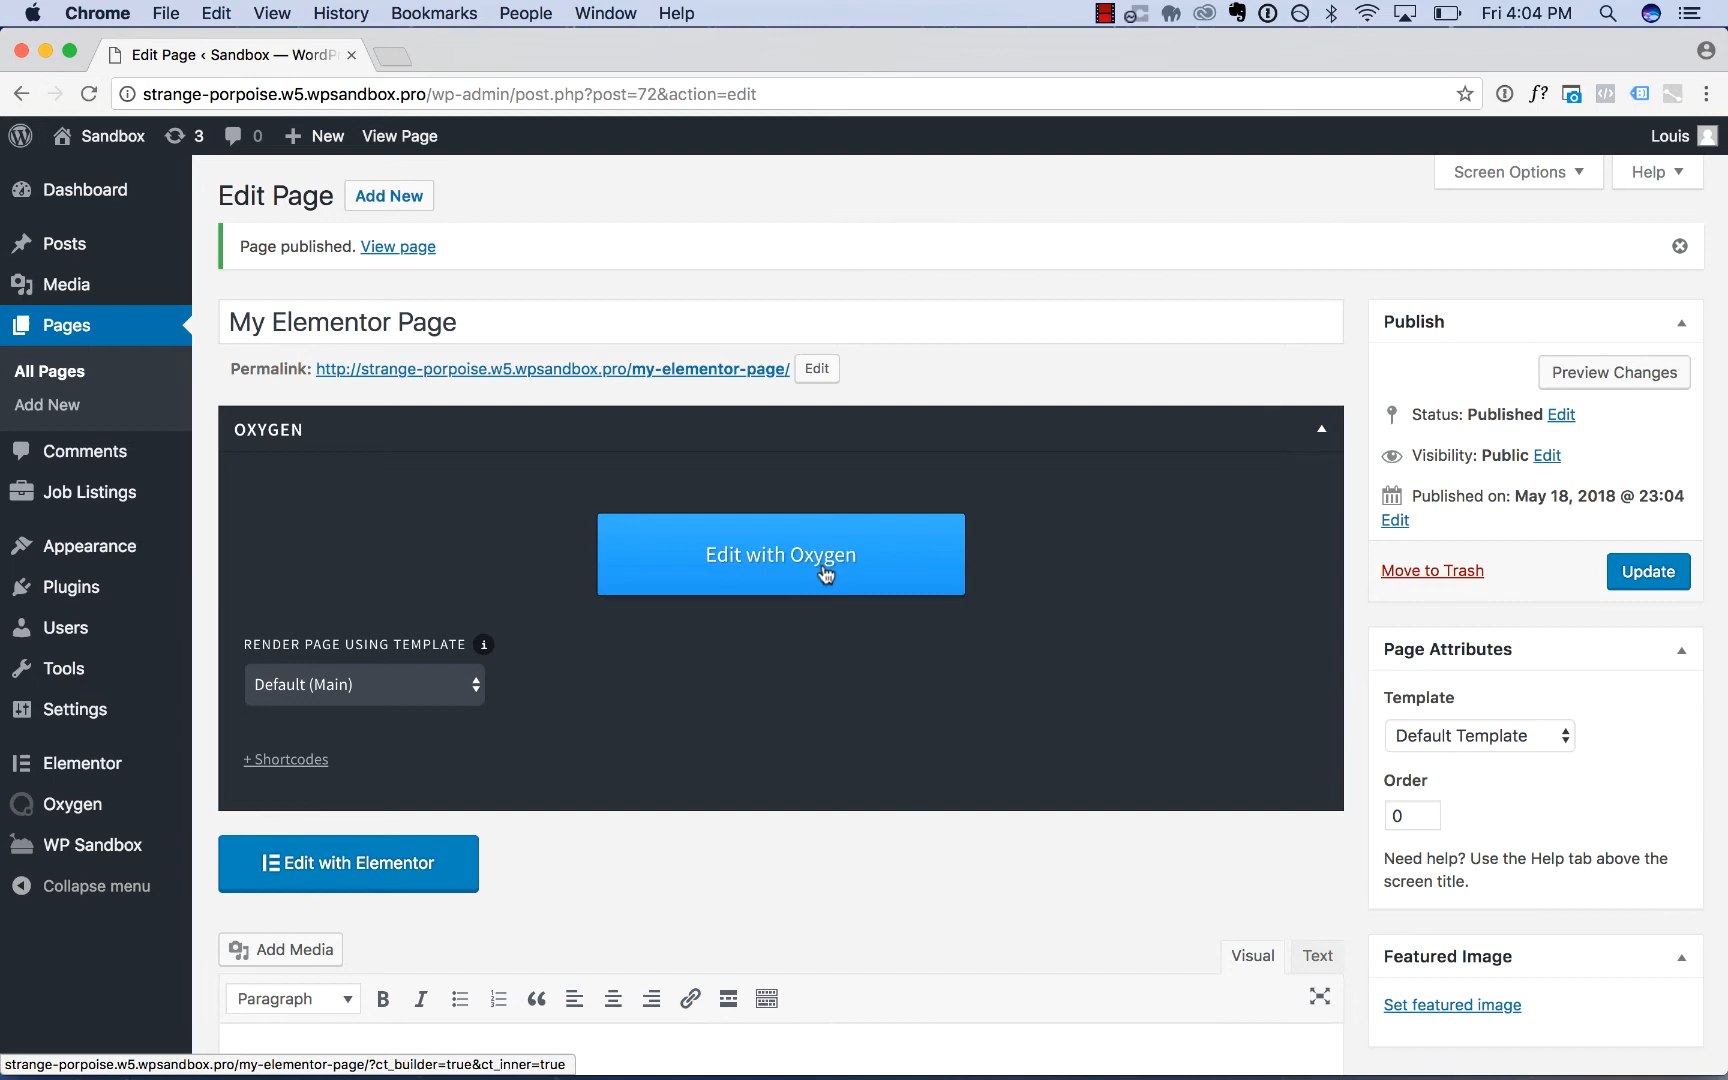 Chrome File Edit View History Bookmarks People Window Help Fri 4:04 PM
Edit Page ‹ Sandbox — WordPr
strange-porpoise.w5.wpsandbox.pro/wp-admin/post.php?post=72&action=edit
Sandbox 3 0 New View Page Louis
Dashboard
Posts
Media
Pages
All Pages
Add New
Comments
Job Listings
Appearance
Plugins
Users
Tools
Settings
Elementor
Oxygen
WP Sandbox
Collapse menu
Screen Options Help
Edit Page Add New
Page published. View page
My Elementor Page
Permalink: http://strange-porpoise.w5.wpsandbox.pro/my-elementor-page/ Edit
OXYGEN
Edit with Oxygen
RENDER PAGE USING TEMPLATE i
Default (Main)
+ Shortcodes
Edit with Elementor
Add Media
Visual Text
Paragraph B I
Publish
Preview Changes
Status: Published Edit
Visibility: Public Edit
Published on: May 18, 2018 @ 23:04
Edit
Move to Trash Update
Page Attributes
Template
Default Template
Order
0
Need help? Use the Help tab above the
screen title.
Featured Image
Set featured image
strange-porpoise.w5.wpsandbox.pro/my-elementor-page/?ct_builder=true&ct_inner=true